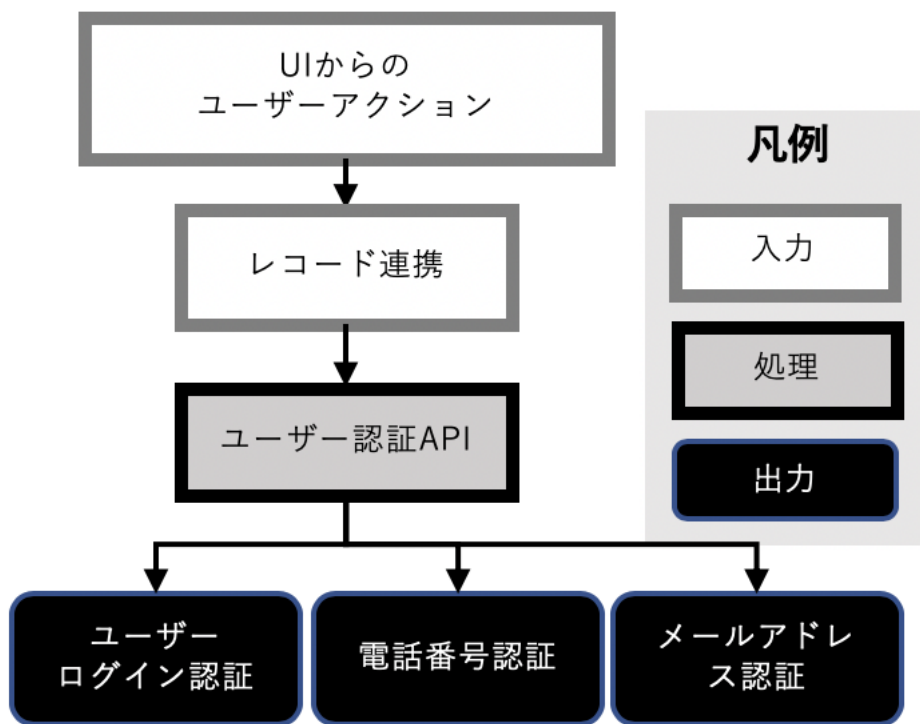 UIからの
ユーザーアクション
レコード連携
ユーザー認証API
ユーザー
ログイン認証
電話番号認証
メールアドレ
ス認証
凡例
入力
処理
出力